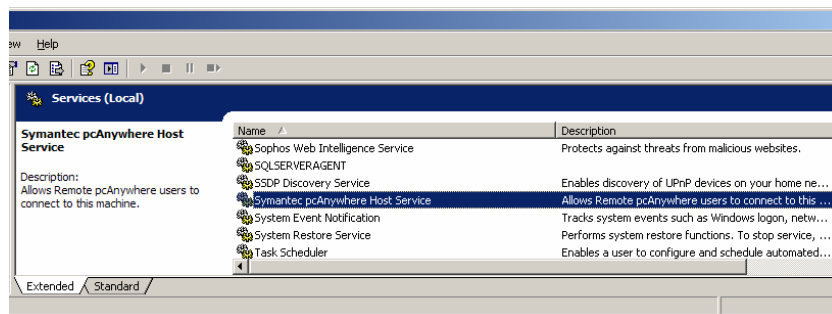 ew Help
Services (Local)
Symantec pcAnywhere Host
Service
Description:
Allows Remote pcAnywhere users to
connect to this machine.
Name Description
Sophos Web Intelligence Service Protects against threats from malicious websites.
SQLSERVERAGENT
SSDP Discovery Service Enables discovery of UPnP devices on your home ne...
Symantec pcAnywhere Host Service Allows Remote pcAnywhere users to connect to this ...
System Event Notification Tracks system events such as Windows logon, netw...
System Restore Service Performs system restore functions. To stop service, ...
Task Scheduler Enables a user to configure and schedule automated...
Extended Standard